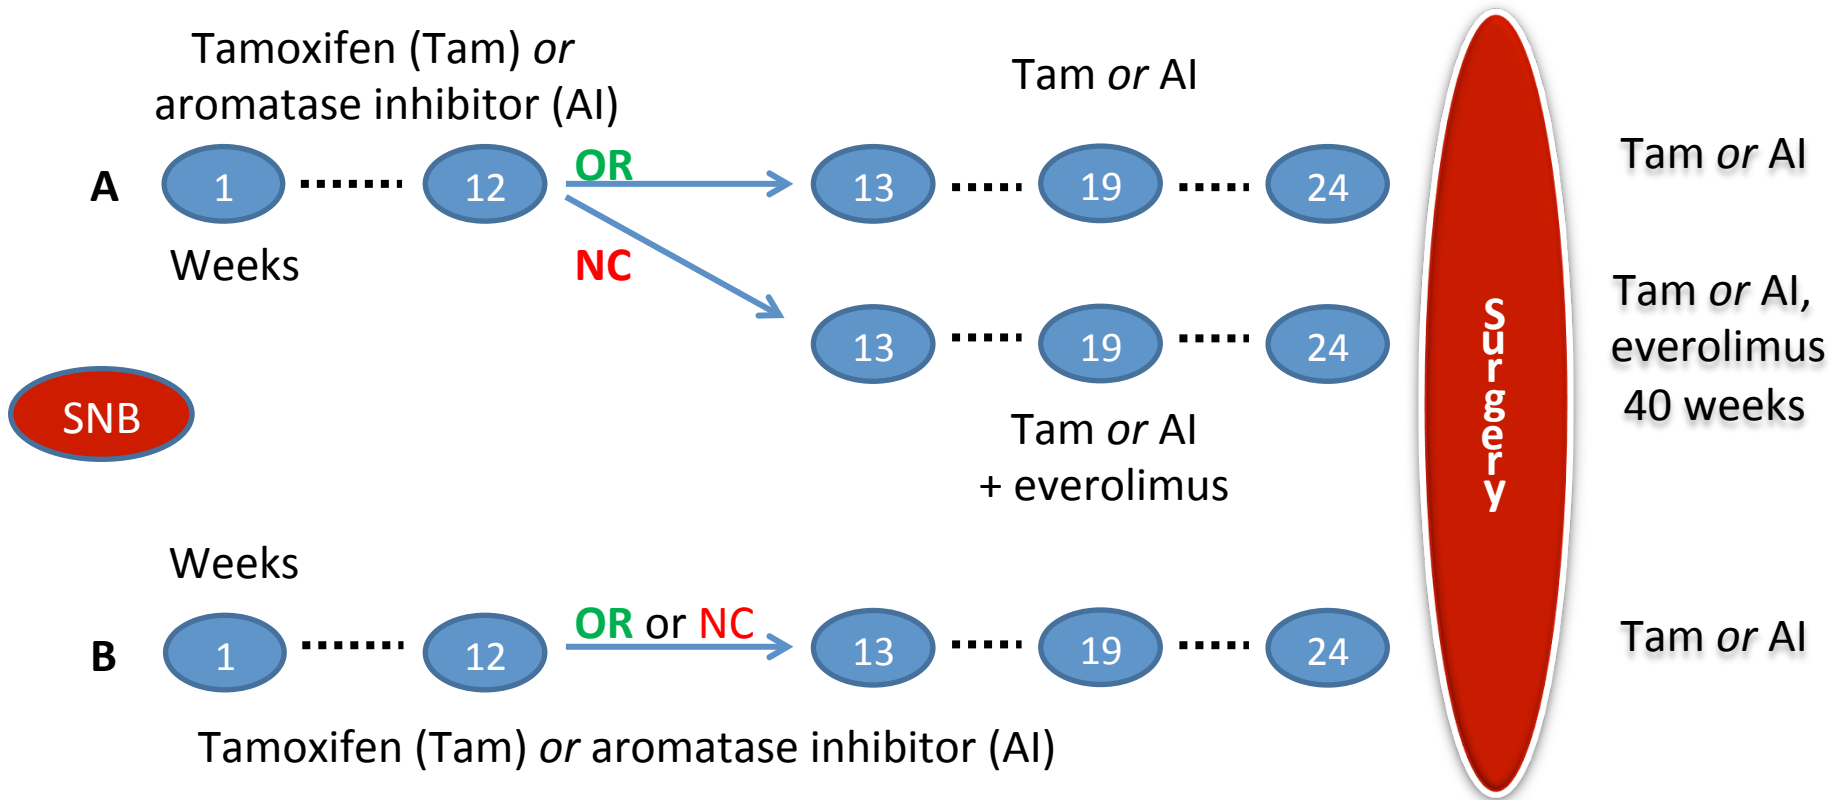 Tamoxifen (Tam) or
aromatase inhibitor (AI)
Tam or AI
A
1
12
OR
13
19
24
Tam or AI
Weeks
NC
13
19
24
Tam or AI
+ everolimus
Tam or AI,
everolimus
40 weeks
SNB
Surgery
Weeks
B
1
12
OR or NC
13
19
24
Tam or AI
Tamoxifen (Tam) or aromatase inhibitor (AI)